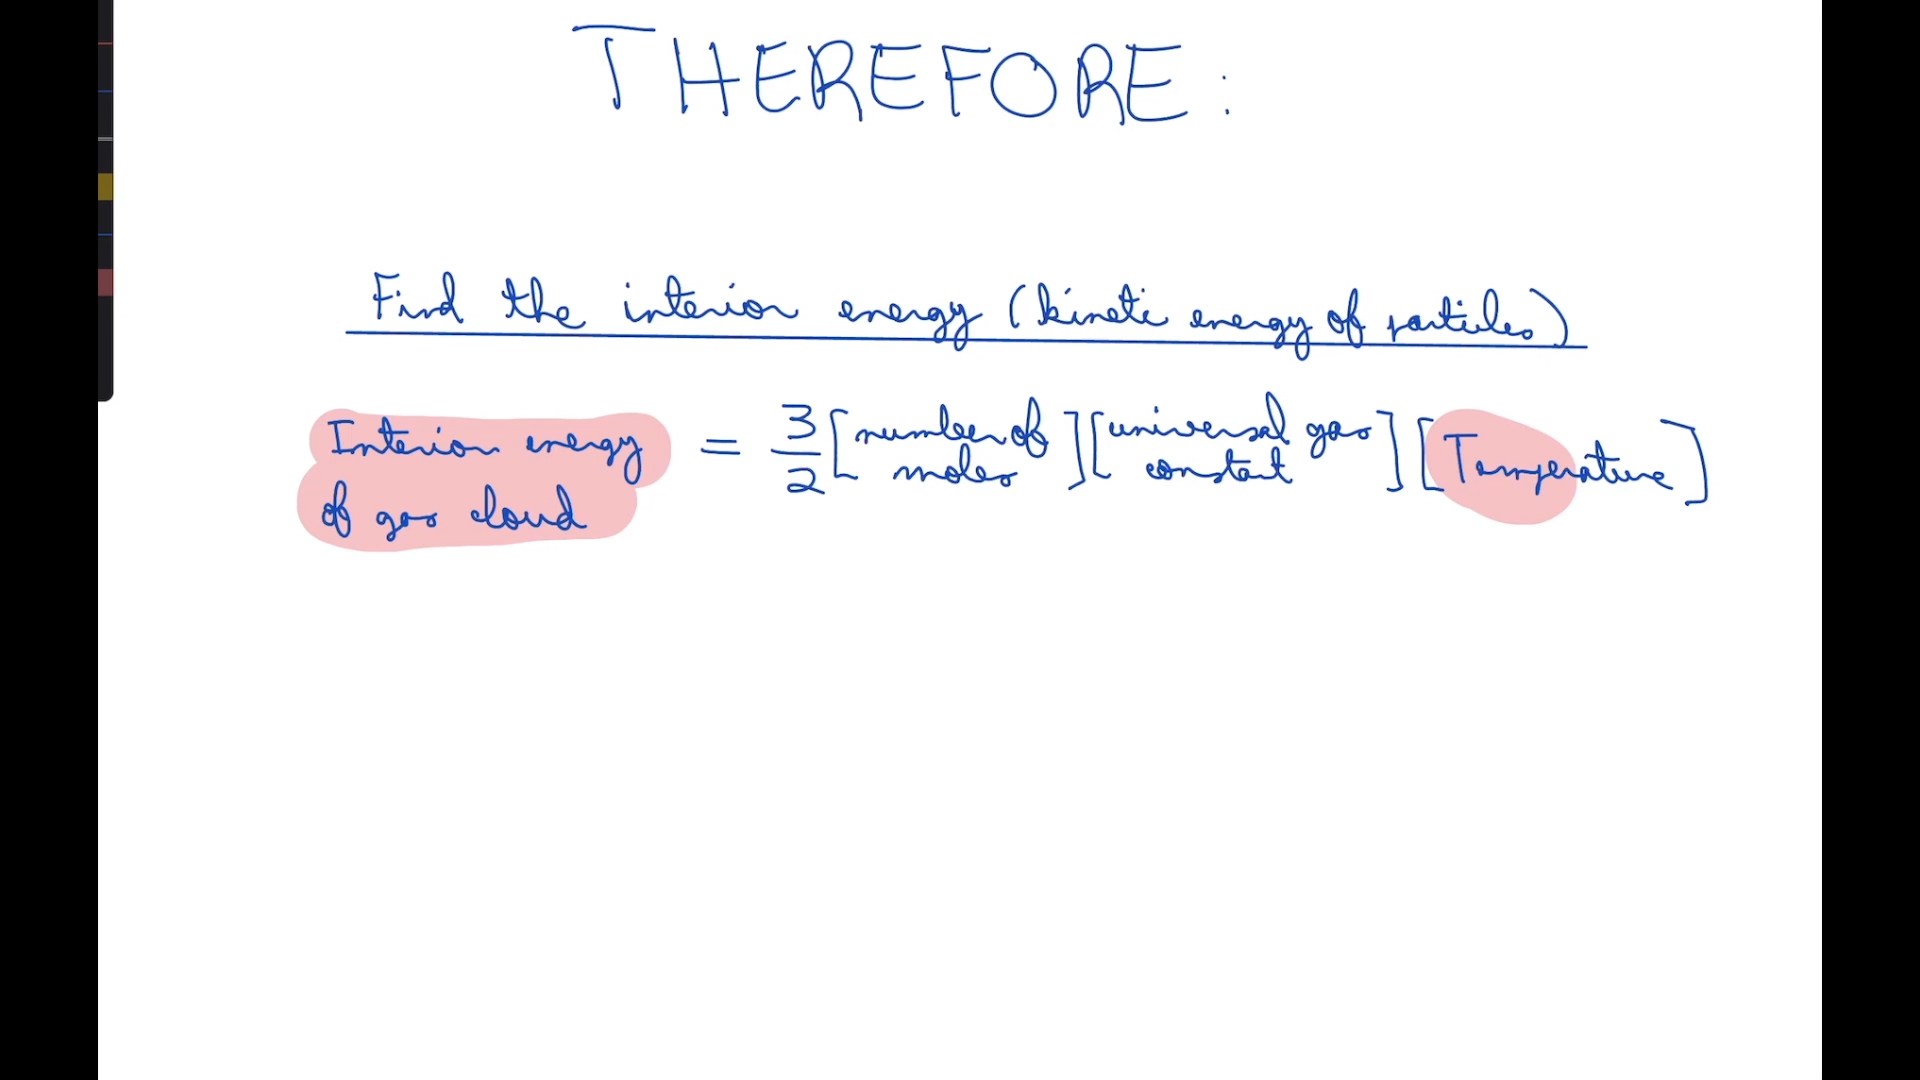 THEREFORE:
Find the interior energy (kinetic energy of particles)
Interior energy of gas cloud = 3/2 [number of moles] [universal gas constant] [Temperature]